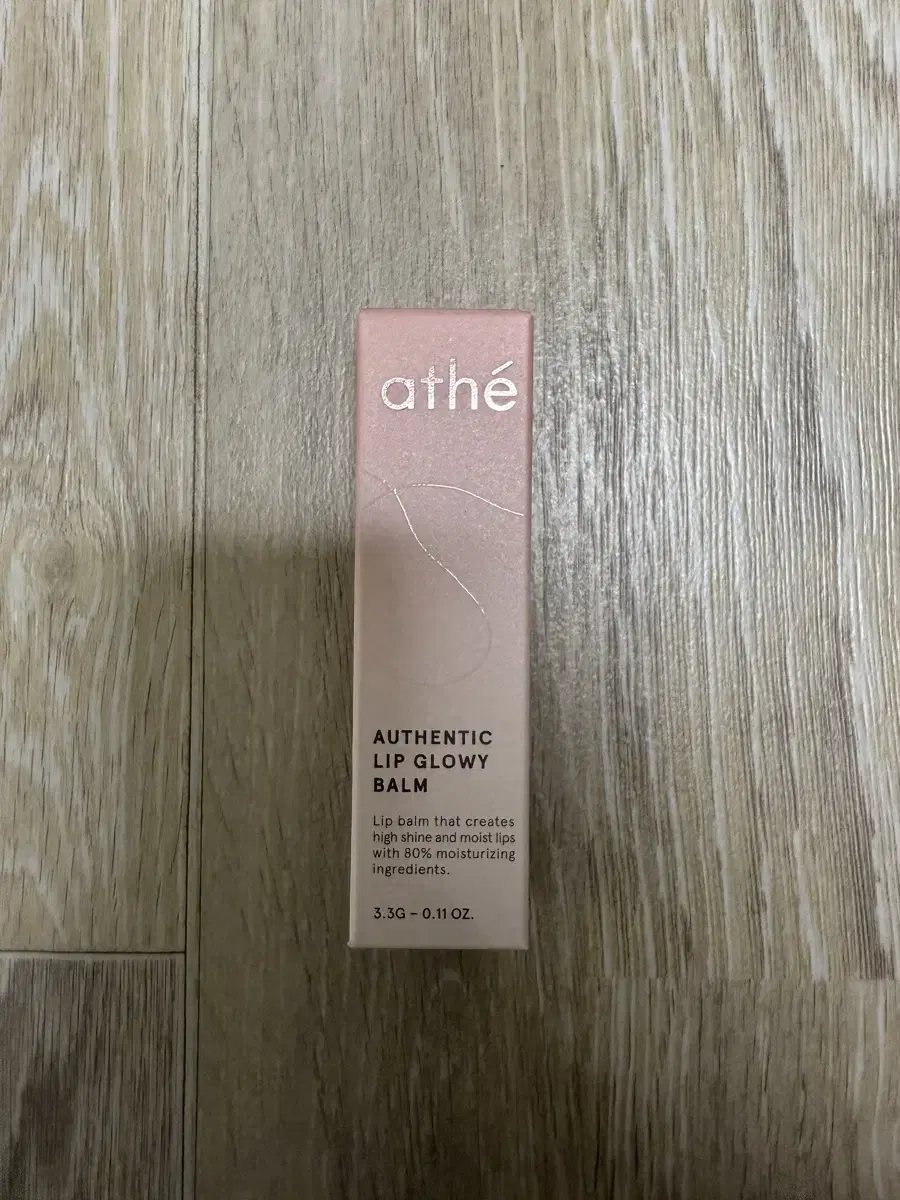 athé
AUTHENTIC
LIP GLOWY
BALM
Lip balm that creates
high shine and moist lips
with 80% moisturizing
ingredients.
3.3G – 0.11 OZ.